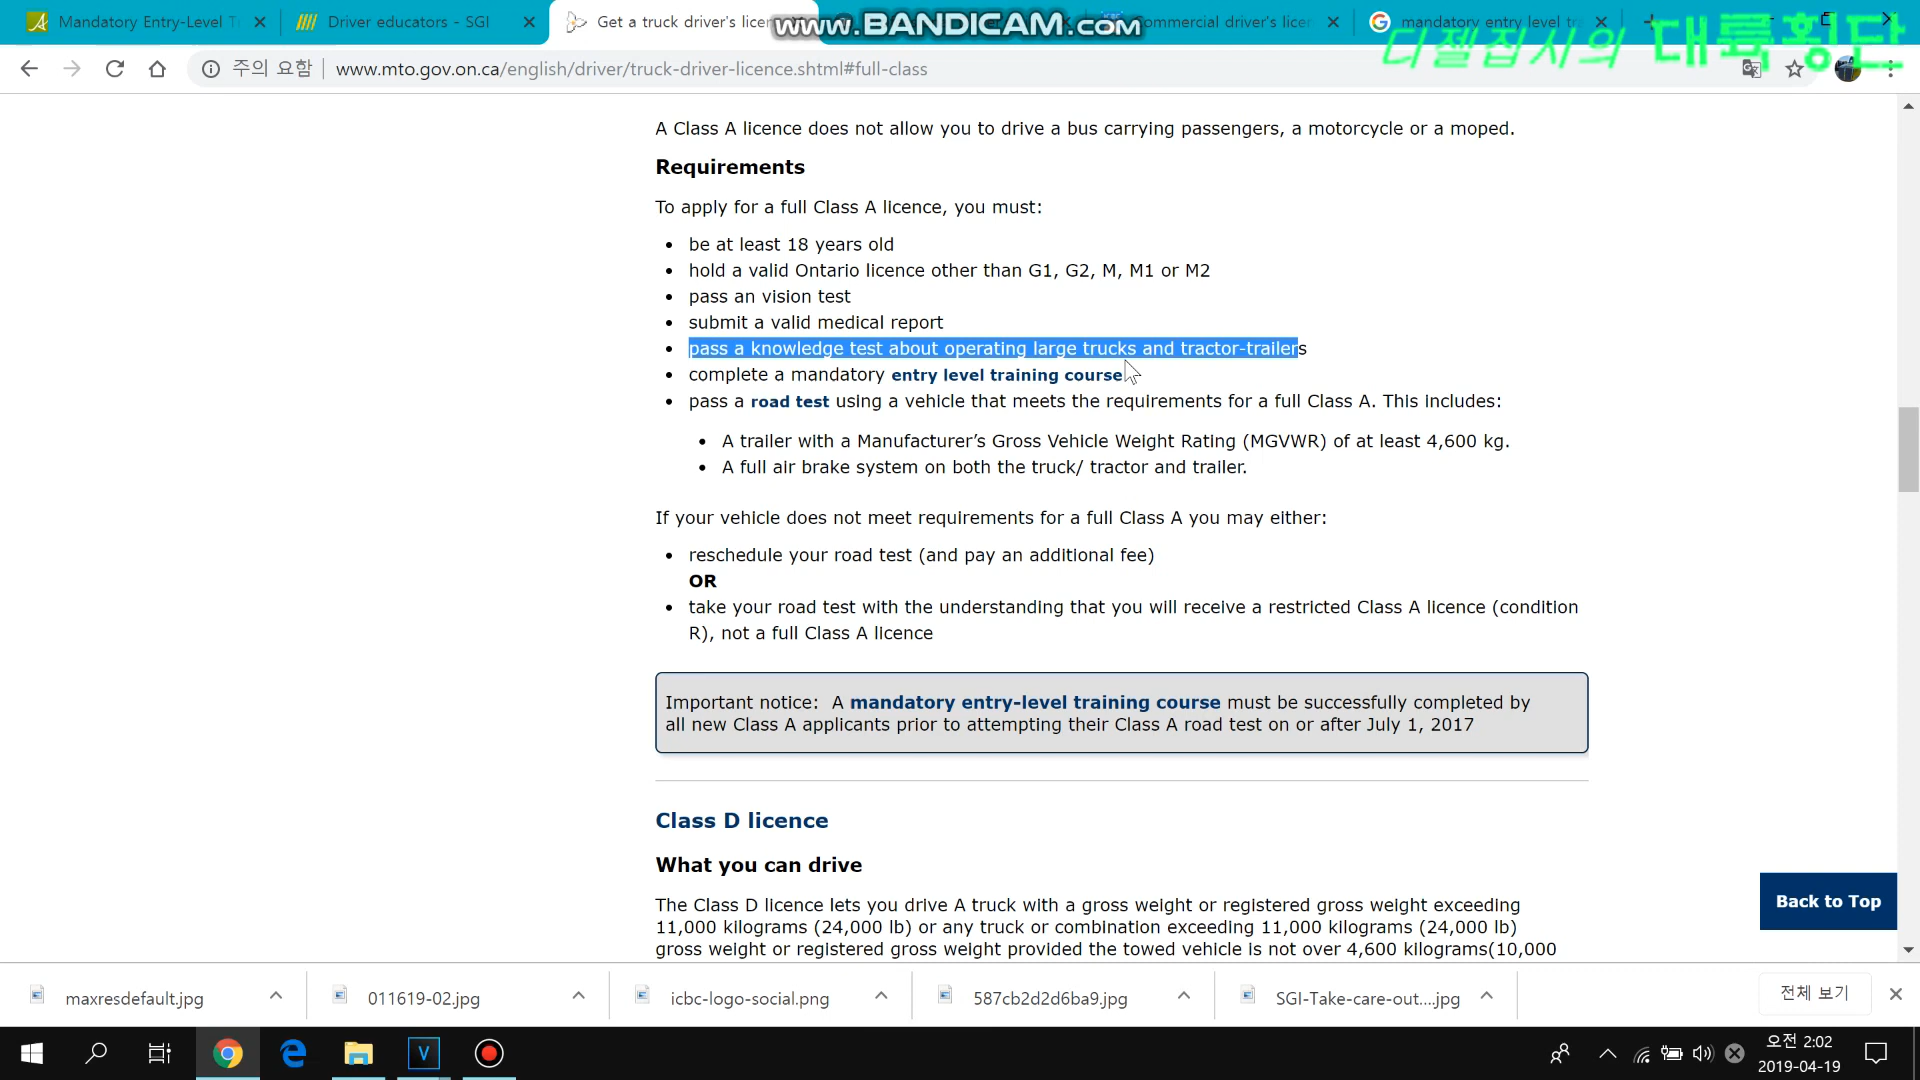 Mandatory Entry-Level T
Driver educators - SGI
Get a truck driver's licen
www.BANDICAM.com
ommercial driver's licen
mandatory entry level tr
디젤집시의 대륙횡단
주의 요함
www.mto.gov.on.ca/english/driver/truck-driver-licence.shtml#full-class
A Class A licence does not allow you to drive a bus carrying passengers, a motorcycle or a moped.
Requirements
To apply for a full Class A licence, you must:
be at least 18 years old
hold a valid Ontario licence other than G1, G2, M, M1 or M2
pass an vision test
submit a valid medical report
pass a knowledge test about operating large trucks and tractor-trailers
complete a mandatory entry level training course
pass a road test using a vehicle that meets the requirements for a full Class A. This includes:
A trailer with a Manufacturer’s Gross Vehicle Weight Rating (MGVWR) of at least 4,600 kg.
A full air brake system on both the truck/ tractor and trailer.
If your vehicle does not meet requirements for a full Class A you may either:
reschedule your road test (and pay an additional fee)
OR
take your road test with the understanding that you will receive a restricted Class A licence (condition
R), not a full Class A licence
Important notice:  A mandatory entry-level training course must be successfully completed by
all new Class A applicants prior to attempting their Class A road test on or after July 1, 2017
Class D licence
What you can drive
The Class D licence lets you drive A truck with a gross weight or registered gross weight exceeding
11,000 kilograms (24,000 lb) or any truck or combination exceeding 11,000 kilograms (24,000 lb)
gross weight or registered gross weight provided the towed vehicle is not over 4,600 kilograms(10,000
Back to Top
maxresdefault.jpg
011619-02.jpg
icbc-logo-social.png
587cb2d2d6ba9.jpg
SGI-Take-care-out....jpg
전체 보기
오전 2:02
2019-04-19